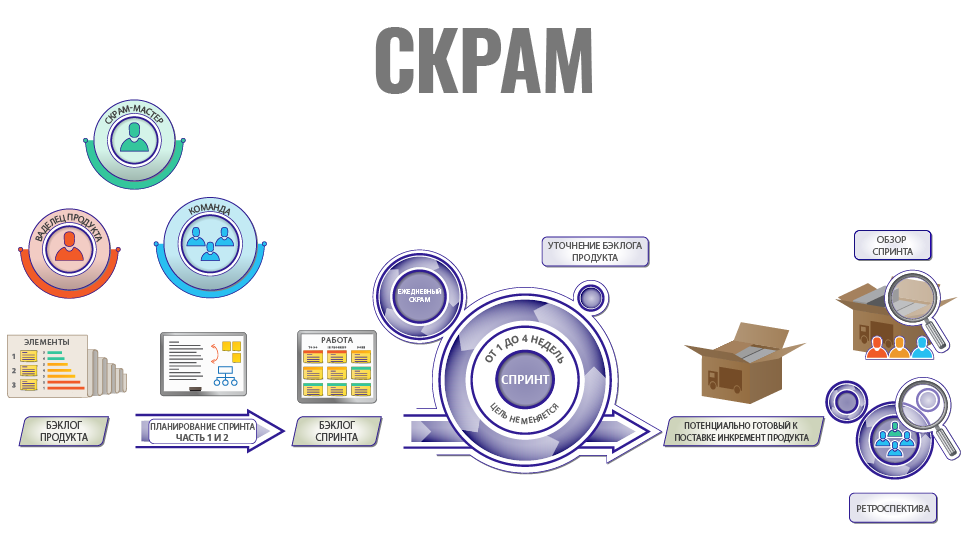 СКРАМ
СКРАМ-МАСТЕР
ВАДЕЛЕЦ ПРОДУКТА
КОМАНДА
УТОЧНЕНИЕ БЭКЛОГА
ПРОДУКТА
ОБЗОР
СПРИНТА
ЕЖЕДНЕВНЫЙ
СКРАМ
ЭЛЕМЕНТЫ
1
2
3
РАБОТА
ОТ 1 ДО 4 НЕДЕЛЬ
СПРИНТ
ЦЕЛЬ НЕ МЕНЯЕТСЯ
БЭКЛОГ
ПРОДУКТА
ПЛАНИРОВАНИЕ СПРИНТА
ЧАСТЬ 1 И 2
БЭКЛОГ
СПРИНТА
ПОТЕНЦИАЛЬНО ГОТОВЫЙ К
ПОСТАВКЕ ИНКРЕМЕНТ ПРОДУКТА
РЕТРОСПЕКТИВА